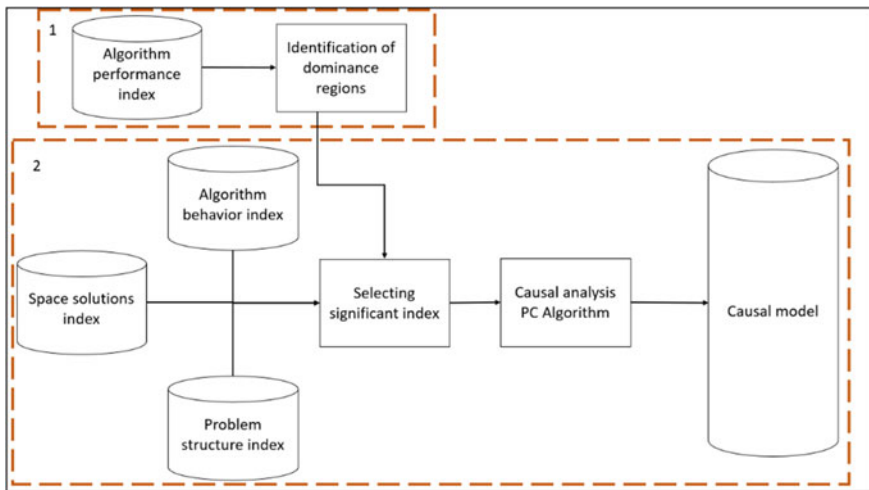 1
Algorithm
performance
index
Identification of
dominance
regions
2
Algorithm
behavior index
Space solutions
index
Selecting
significant index
Causal analysis
PC Algorithm
Causal model
Problem
structure index